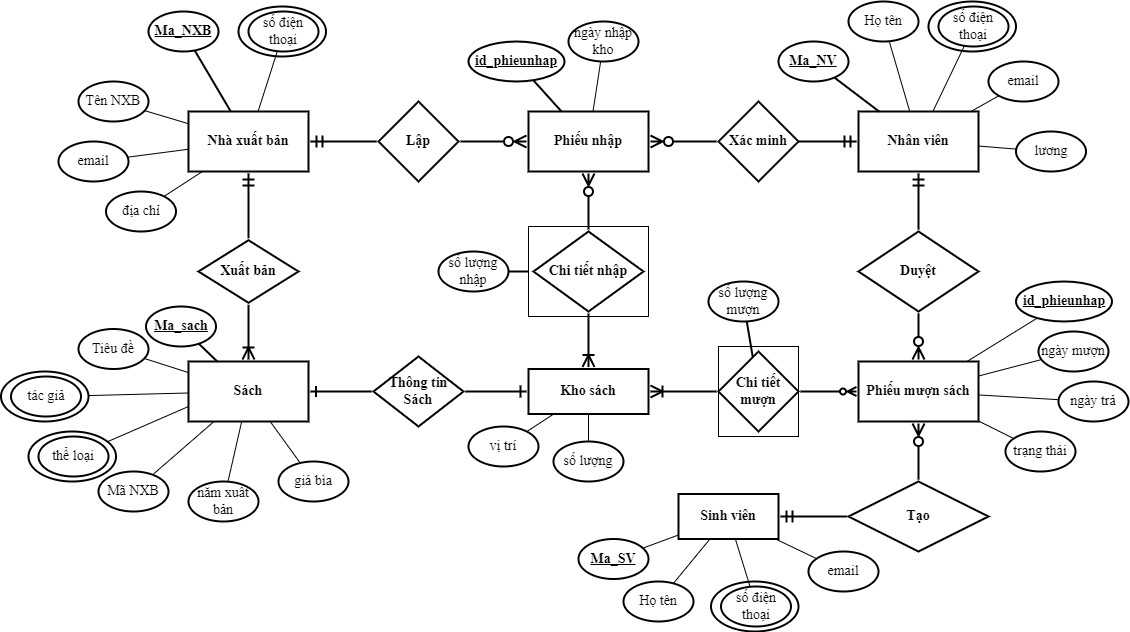 Ma_NXB
số điện
thoại
Tên NXB
email
địa chỉ
Nhà xuất bản
Lập
id_phieunhap
ngày nhập
kho
Phiếu nhập
Xác minh
Ma_NV
Họ tên
số điện
thoại
email
lương
Nhân viên
Xuất bản
số lượng
nhập
Chi tiết nhập
Duyệt
Ma_sach
Tiêu đề
tác giả
thể loại
Mã NXB
năm xuất
bản
giá bìa
Sách
Thông tin
Sách
Kho sách
vị trí
số lượng
số lượng
mượn
Chi tiết
mượn
Phiếu mượn sách
id_phieunhap
ngày mượn
ngày trả
trạng thái
Tạo
Sinh viên
Ma_SV
Họ tên
số điện
thoại
email